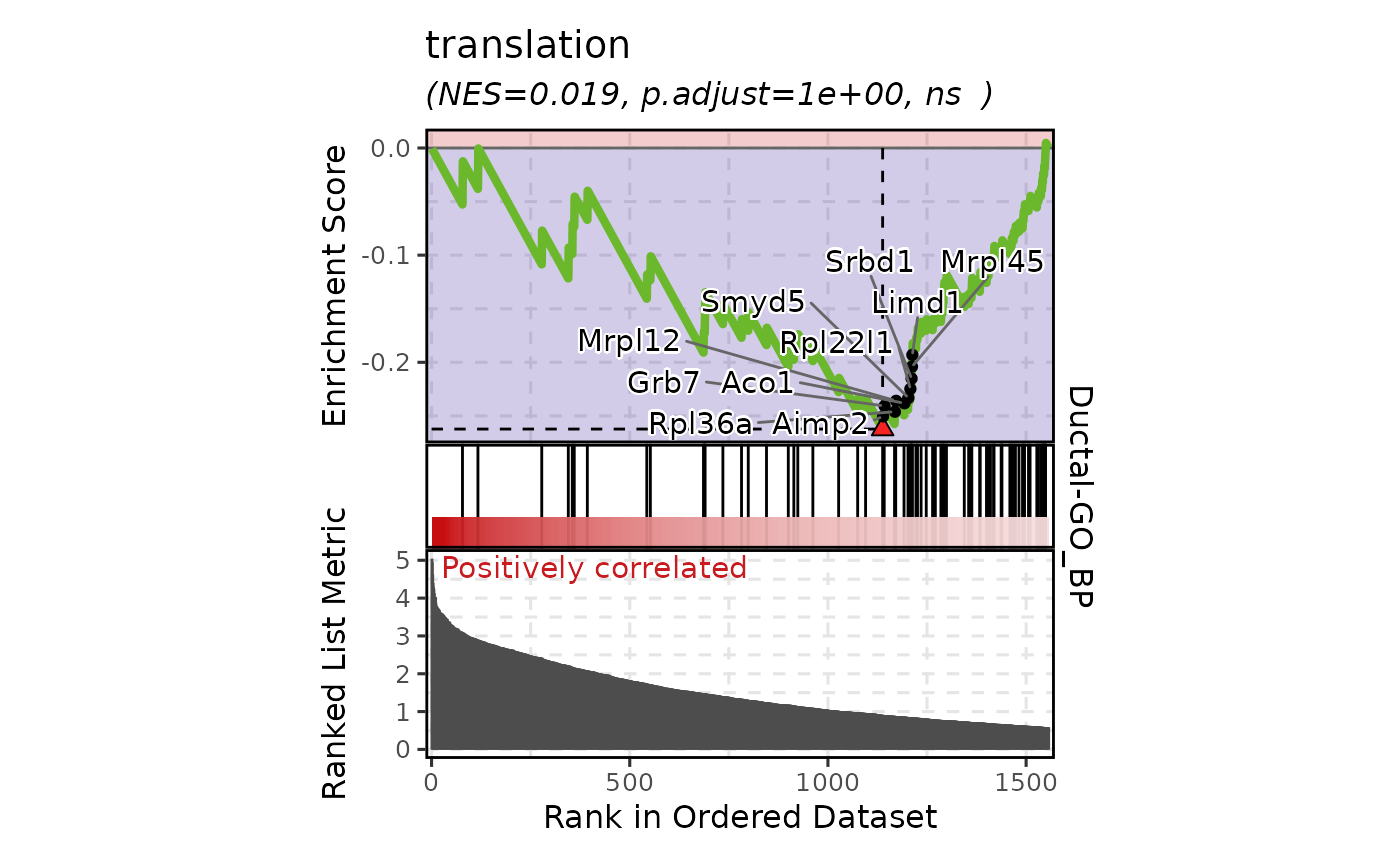 translation
(NES=0.019, p.adjust=1e+00, ns  )
Enrichment Score
0.0
-0.1
-0.2
Srbd1
Mrpl45
Smyd5
Limd1
Mrpl12
Rpl22l1
Grb7
Aco1
Rpl36a
Aimp2
Ductal-GO_BP
Ranked List Metric
5
4
3
2
1
0
Positively correlated
0
500
1000
1500
Rank in Ordered Dataset